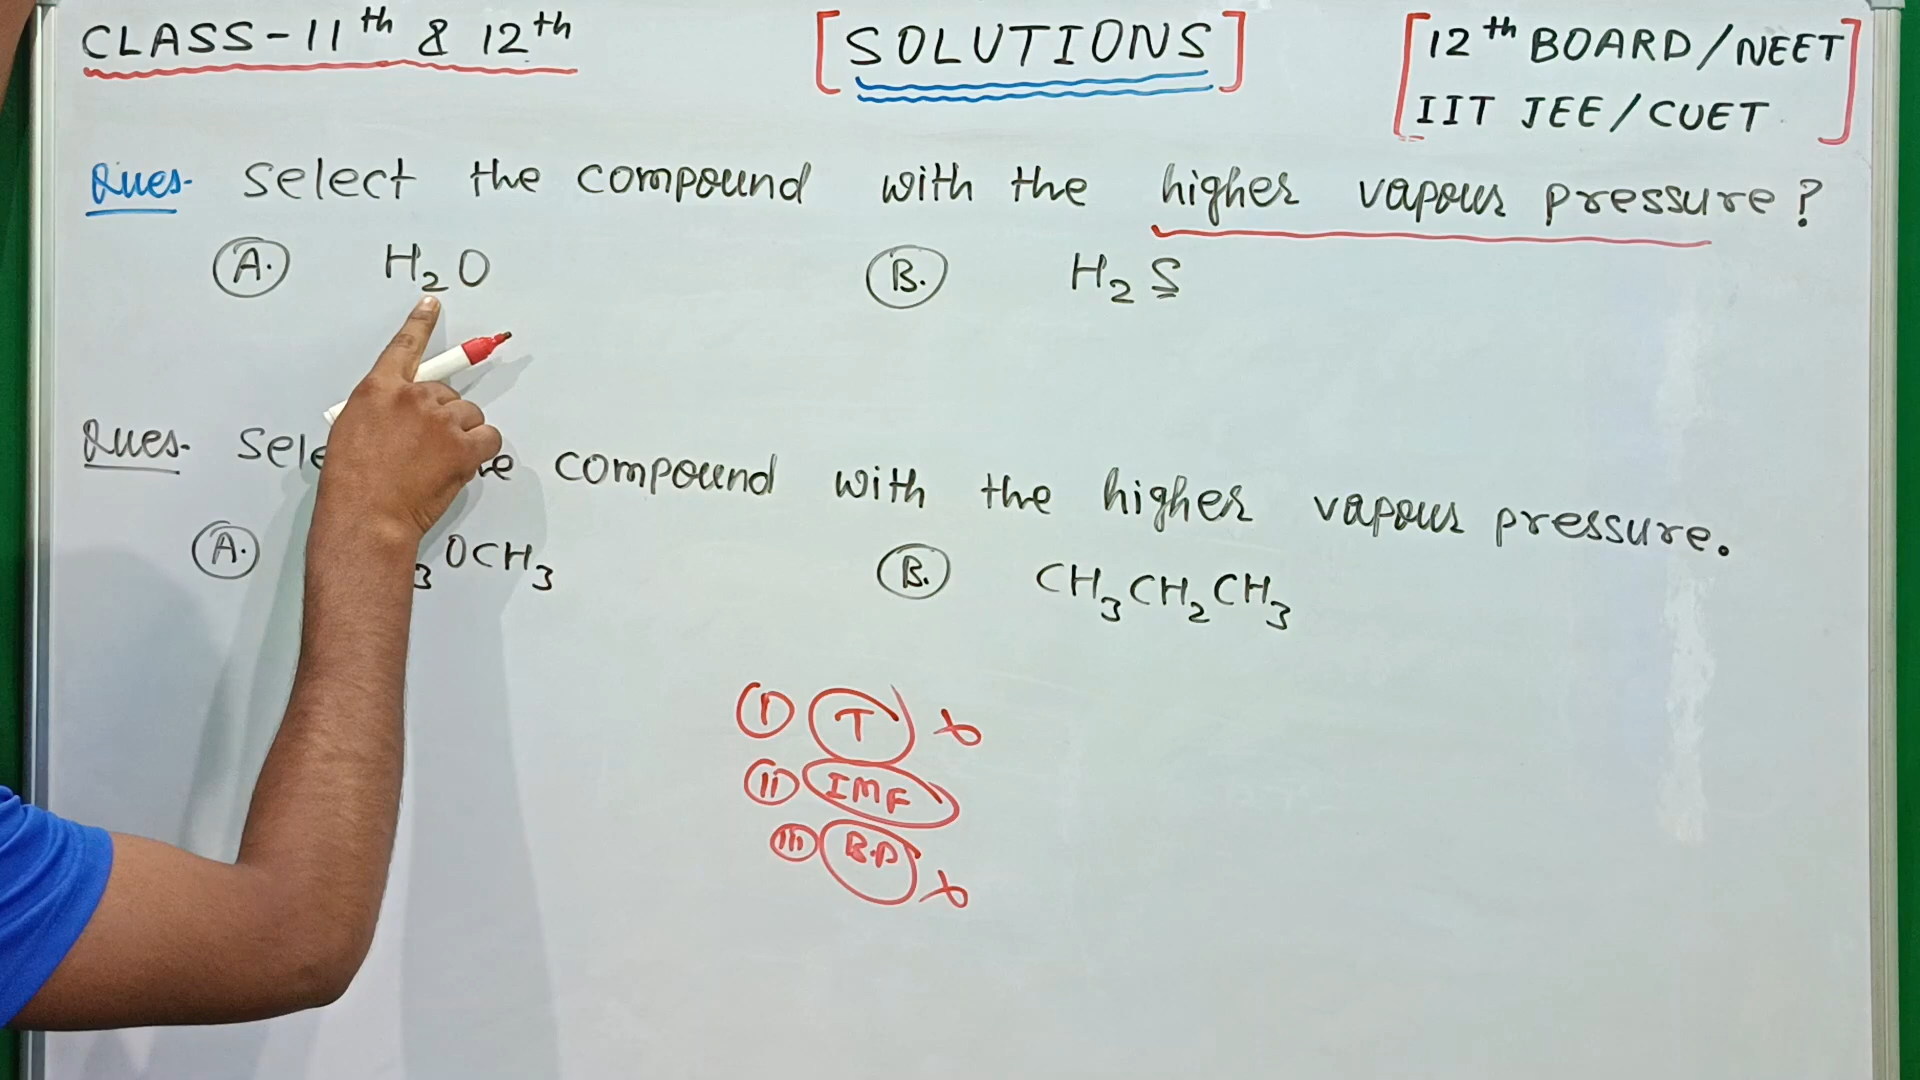 CLASS-11th & 12th
[SOLUTIONS]
[12th BOARD/NEET
IIT JEE/CUET]
Ques- Select the compound with the higher vapour pressure?
A. H2O B. H2S
Ques- Sele e compound with the higher vapour pressure.
A. 3OCH3 B. CH3CH2CH3
(I) T
(II) IMF
(III) B.P